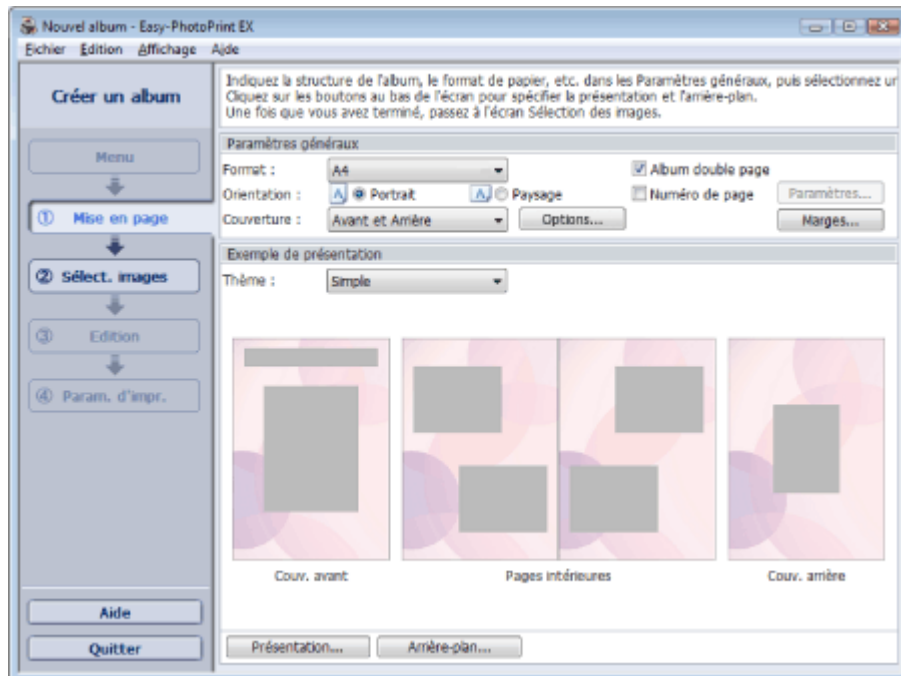 Nouvel album - Easy-PhotoPrint EX
Fichier Édition Affichage Aide
Créer un album
Indiquez la structure de l'album, le format de papier, etc. dans les Paramètres généraux, puis sélectionnez un
Cliquez sur les boutons au bas de l'écran pour spécifier la présentation et l'arrière-plan.
Une fois que vous avez terminé, passez à l'écran Sélection des images.
Menu
① Mise en page
② Sélect. images
③ Edition
④ Param. d'impr.
Aide
Quitter
Paramètres généraux
Format : A4 Album double page
Orientation : A Portrait A Paysage Numéro de page Paramètres...
Couverture : Avant et Arrière Options... Marges...
Exemple de présentation
Thème : Simple
Couv. avant Pages intérieures Couv. arrière
Présentation... Arrière-plan...